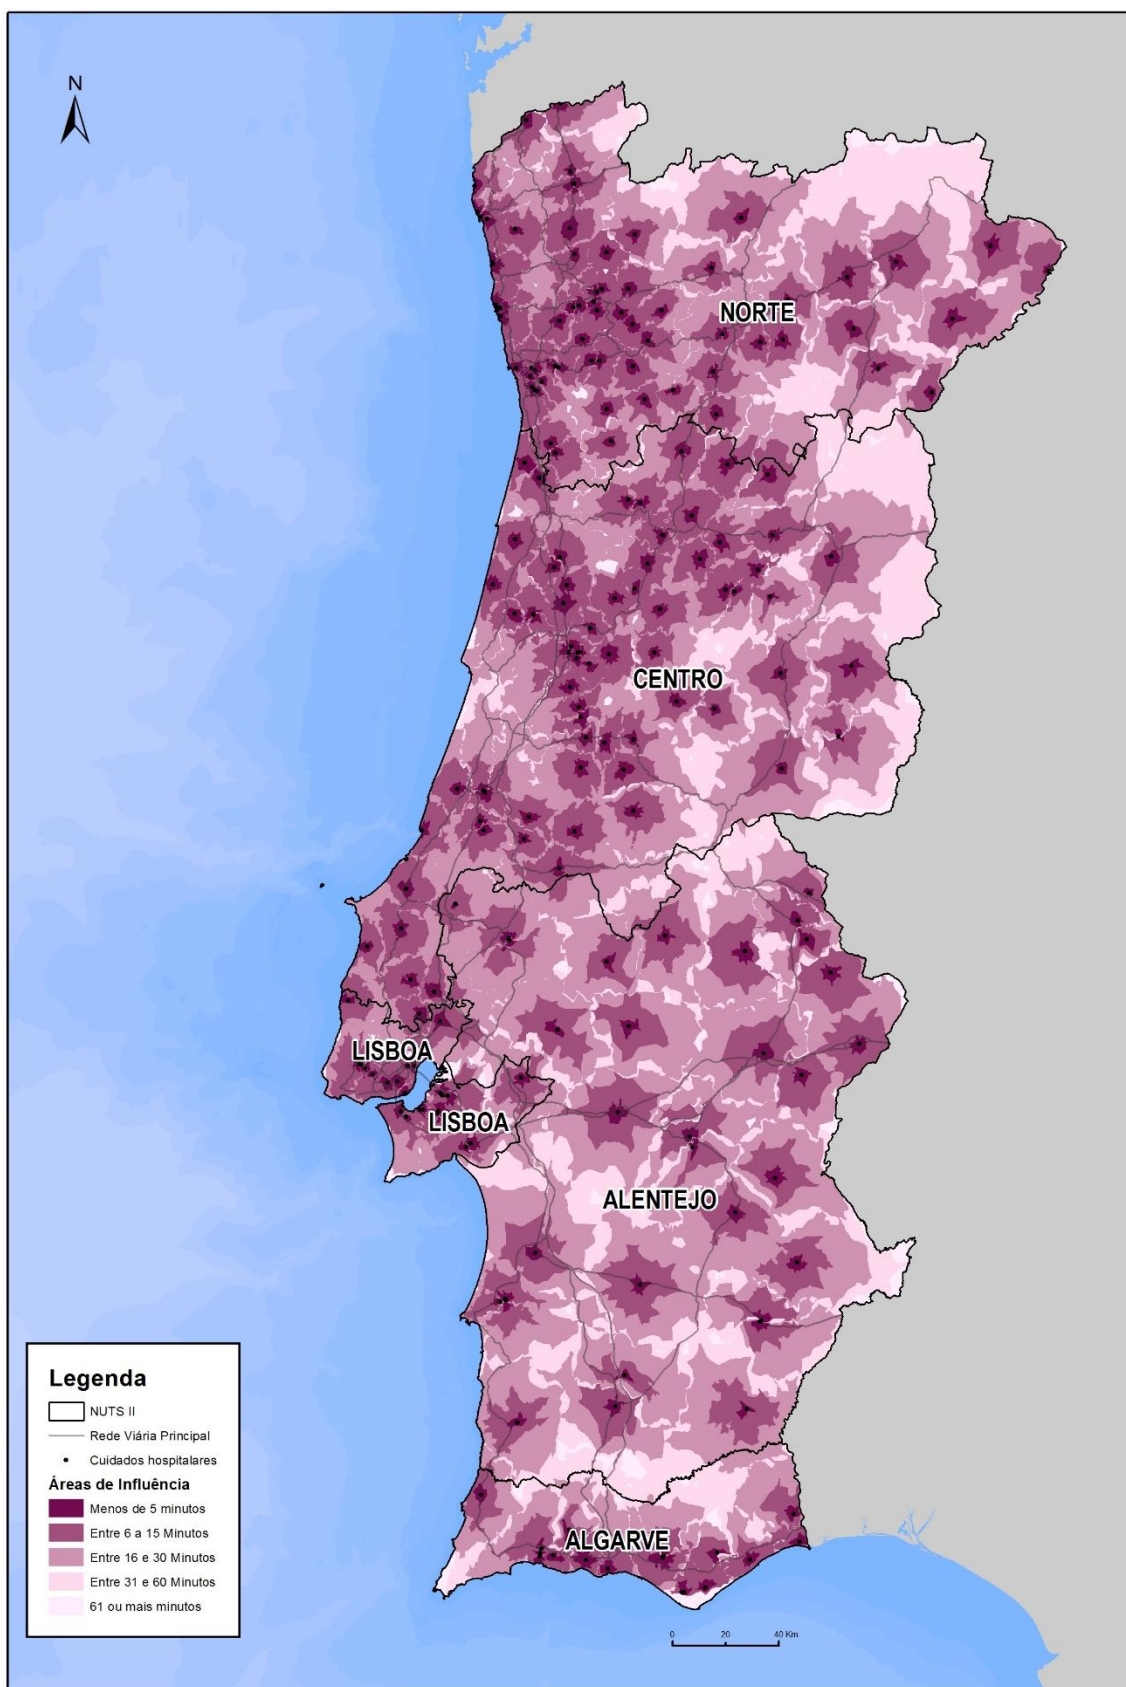 N
NORTE
CENTRO
LISBOA
LISBOA
ALENTEJO
ALGARVE
Legenda
NUTS II
Rede Viária Principal
Cuidados hospitalares
Áreas de Influência
Menos de 5 minutos
Entre 6 a 15 Minutos
Entre 16 e 30 Minutos
Entre 31 e 60 Minutos
61 ou mais minutos
0 20 40 Km